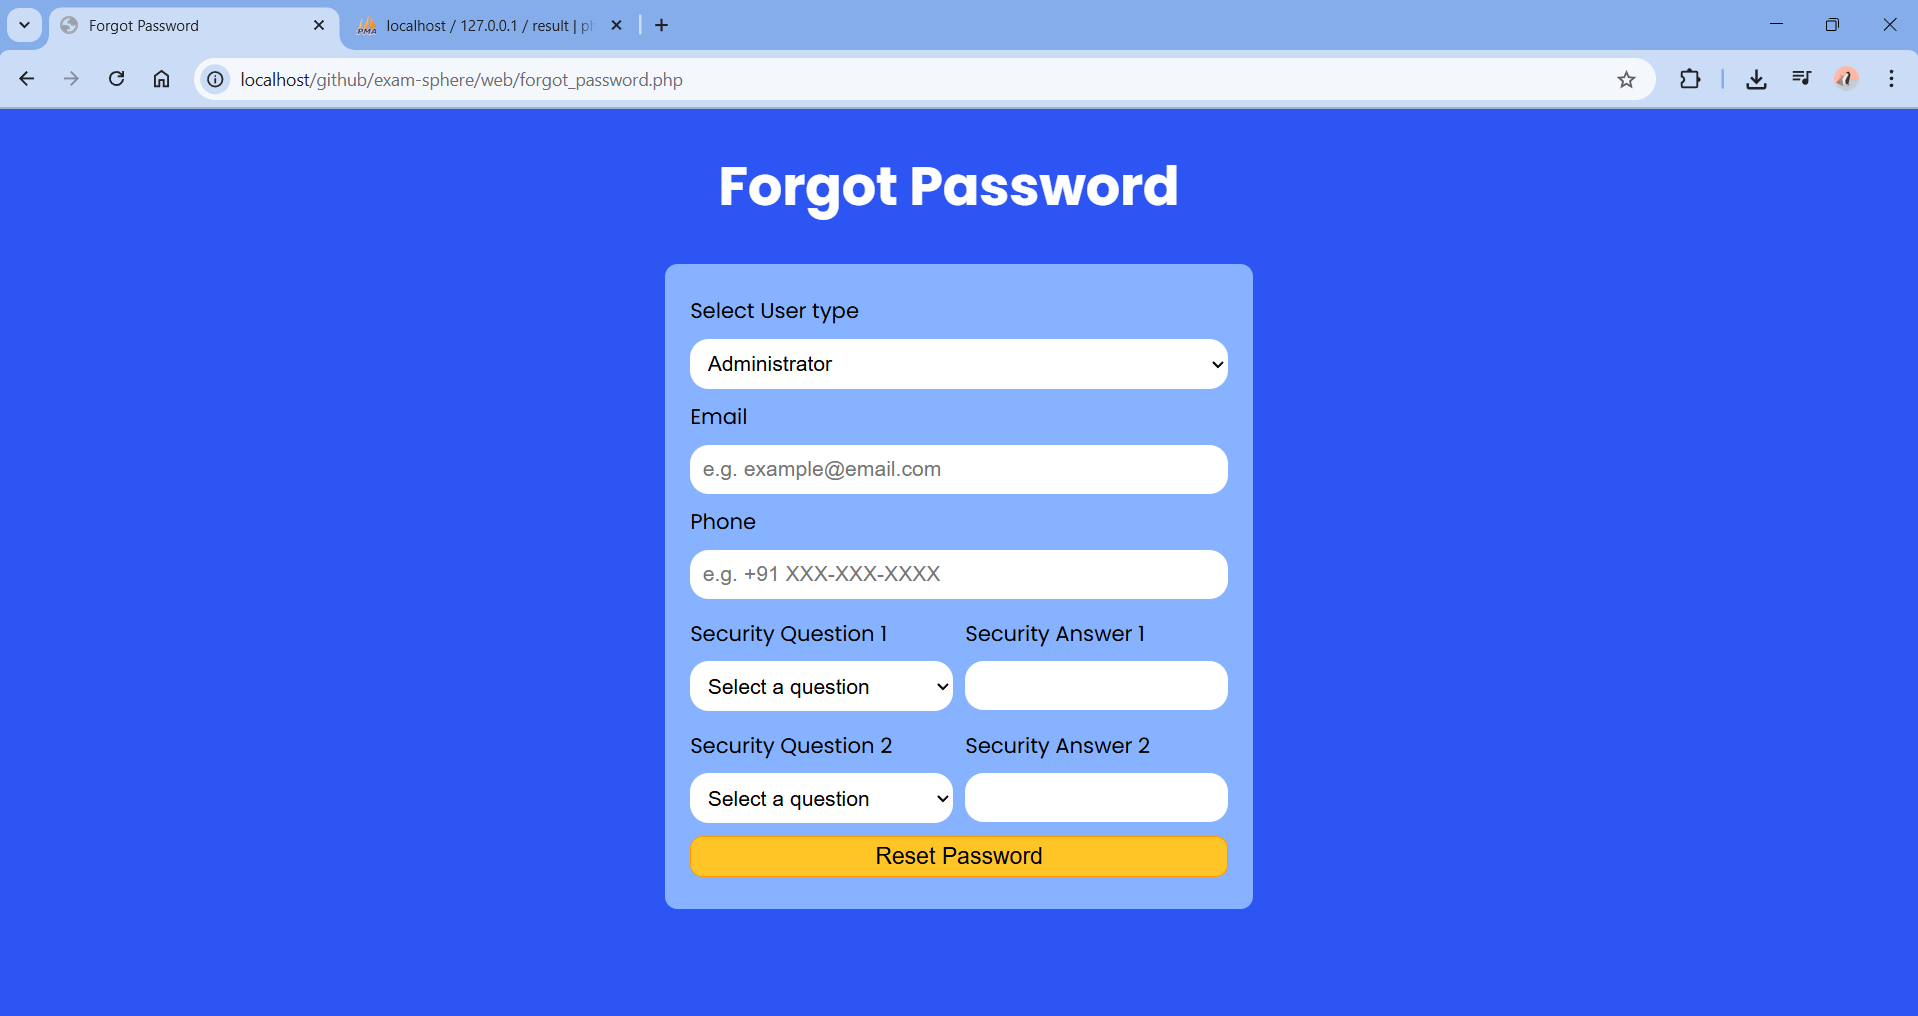 Forgot Password
localhost / 127.0.0.1 / result |
localhost/github/exam-sphere/web/forgot_password.php
Forgot Password
Select User type
Administrator
Email
e.g. example@email.com
Phone
e.g. +91 XXX-XXX-XXXX
Security Question 1 Security Answer 1
Select a question
Security Question 2 Security Answer 2
Select a question
Reset Password